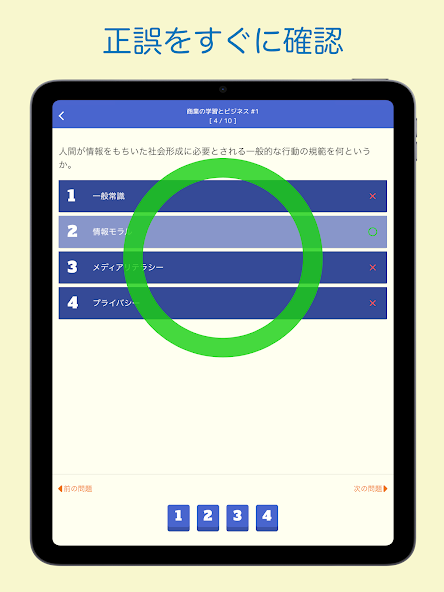 正誤をすぐに確認
商業の学習とビジネス #1
[ 4 / 10 ]
人間が情報をもちいた社会形成に必要とされる一般的な行動の規範を何という
か。
1 一般常識 ×
2 情報モラル
3 メディアリテラシー ×
4 プライバシー ×
前の問題 次の問題
1 2 3 4